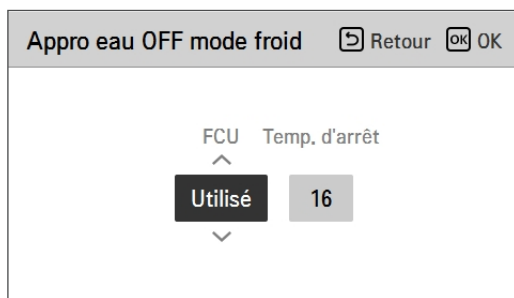 Appro eau OFF mode froid Retour OK OK
FCU Temp. d'arrêt
Utilisé 16